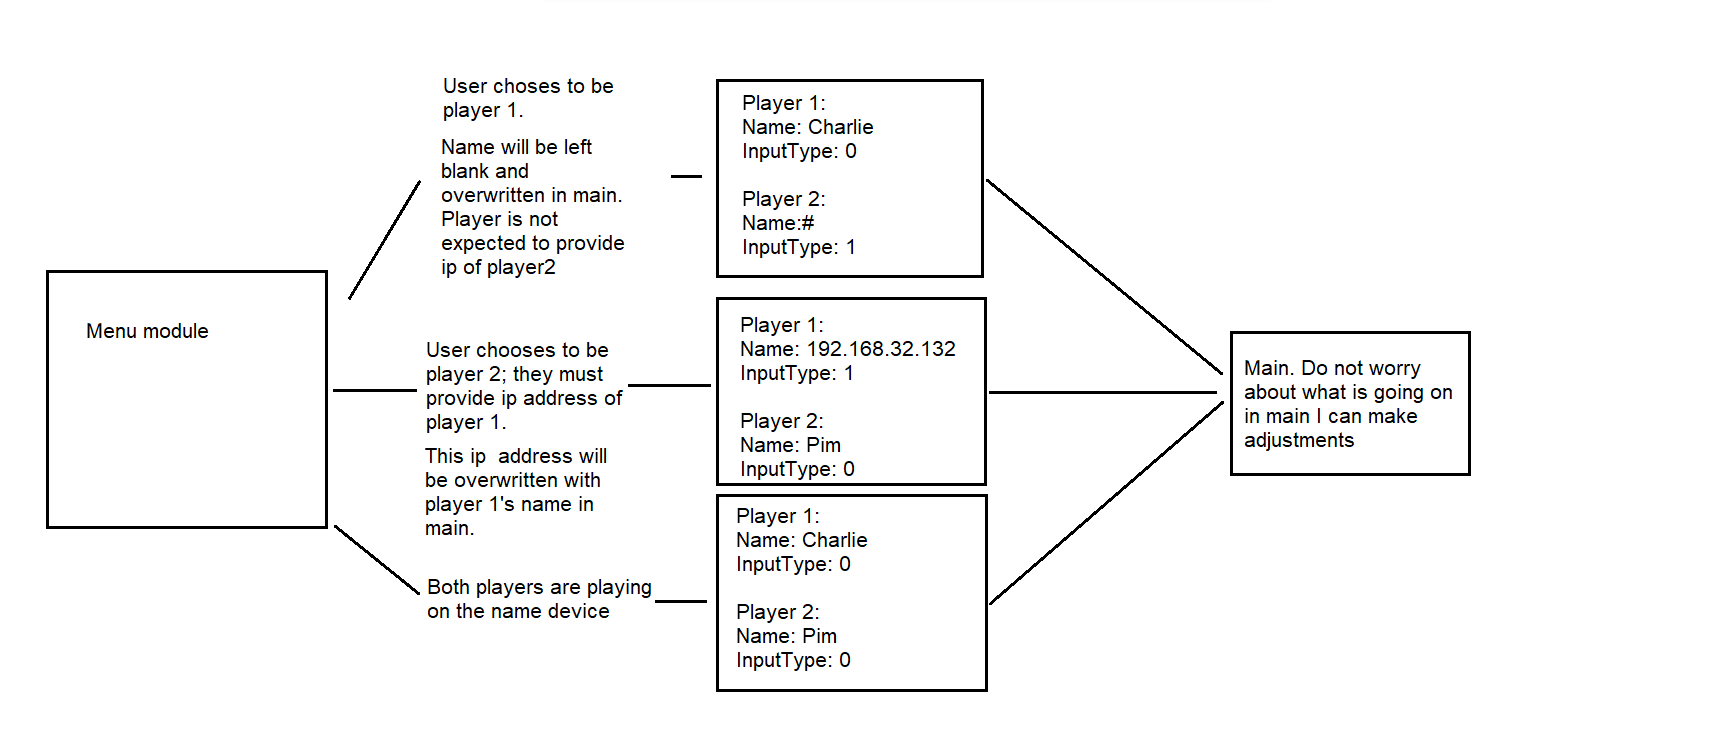 Menu module
User choses to be
player 1.
Name will be left
blank and
overwritten in main.
Player is not
expected to provide
ip of player2
Player 1:
Name: Charlie
InputType: 0
Player 2:
Name:#
InputType: 1
User chooses to be
player 2; they must
provide ip address of
player 1.
This ip  address will
be overwritten with
player 1's name in
main.
Player 1:
Name: 192.168.32.132
InputType: 1
Player 2:
Name: Pim
InputType: 0
Both players are playing
on the name device
Player 1:
Name: Charlie
InputType: 0
Player 2:
Name: Pim
InputType: 0
Main. Do not worry
about what is going on
in main I can make
adjustments